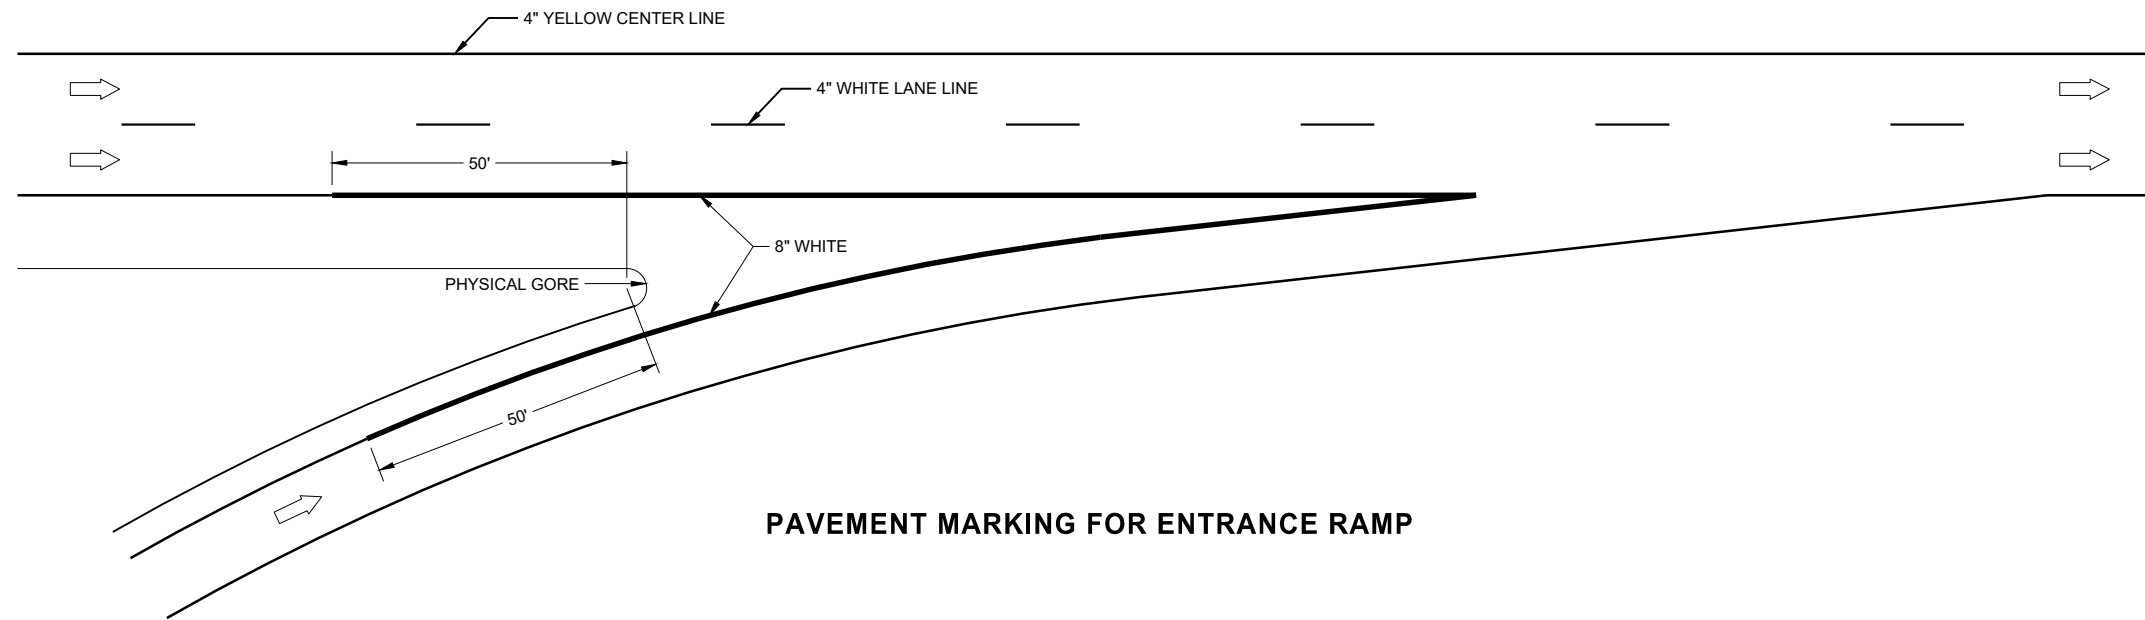 4" YELLOW CENTER LINE
4" WHITE LANE LINE
50'
8" WHITE
PHYSICAL GORE
50'
PAVEMENT MARKING FOR ENTRANCE RAMP